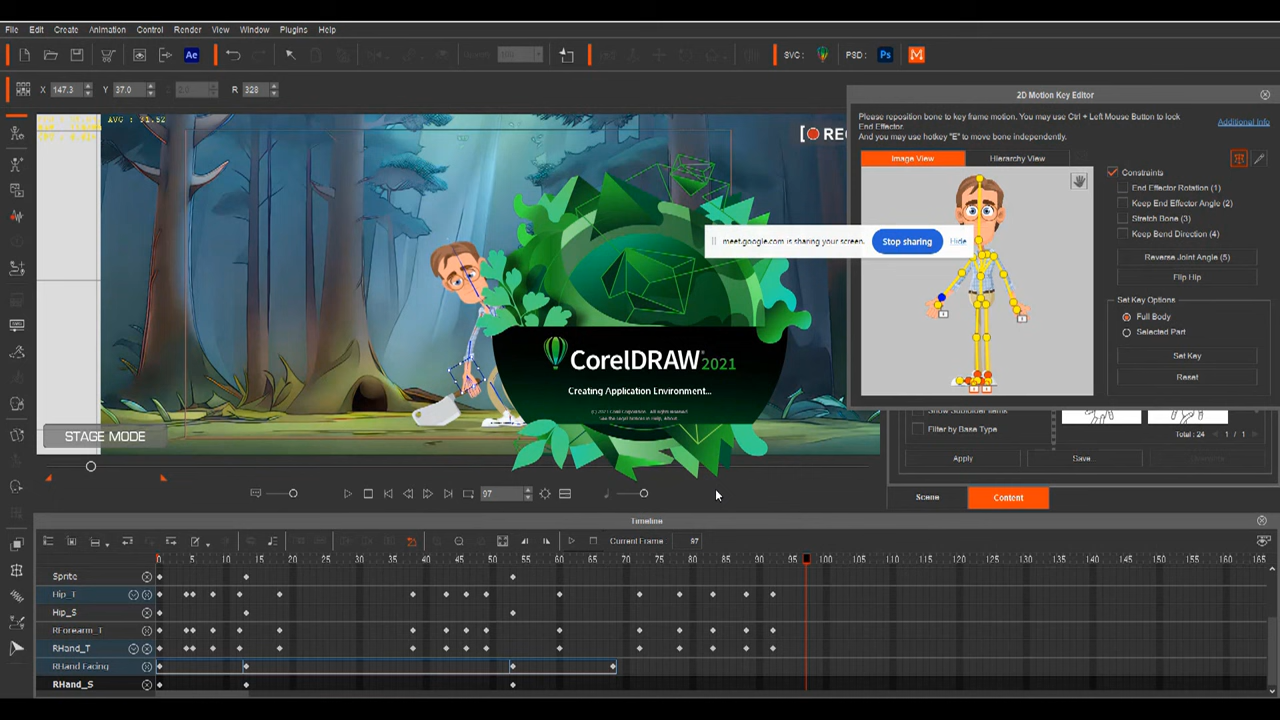 File Edit Create Animation Control Render View Window Plugins Help
Ae
SVC: PSD: Ps M
X 147.3 Y 37.0 R 328
2D Motion Key Editor
AVG : 31.52
[ REC
Please reposition bone to key frame motion. You may use Ctrl + Left Mouse Button to lock
End Effector.
And you may use hotkey "E" to move bone independently.
Additional Info
Image View Hierarchy View
Constraints
End Effector Rotation (1)
Keep End Effector Angle (2)
Stretch Bone (3)
Keep Bend Direction (4)
Reverse Joint Angle (5)
Flip Hip
Set Key Options
Full Body
Selected Part
Set Key
Reset
meet.google.com is sharing your screen. Stop sharing Hide
CorelDRAW® 2021
Creating Application Environment...
Filter by Base Type
Total : 24 1 / 1
Apply Save...
STAGE MODE
97
Scene Content
Timeline
Current Frame 97
0 5 10 15 20 25 30 35 40 45 50 55 60 65 70 75 80 85 90 95 100 105 110 115 120 125 130 135 140 145 150 155 160 165
Sprite
Hip_T
Hip_S
RForearm_T
RHand_T
RHand Facing
RHand_S